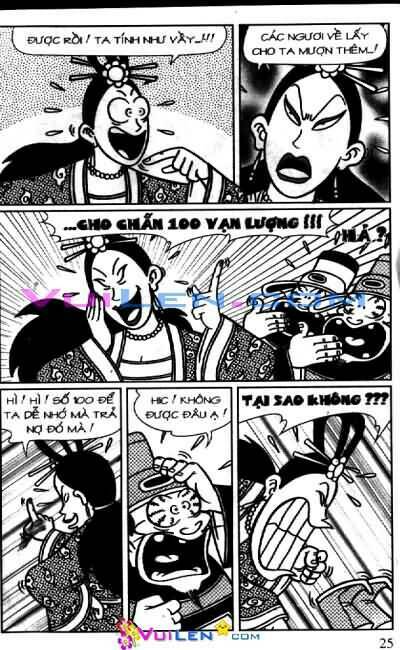 ĐƯỢC RỒI! TA TÍNH NHƯ VẦY...!!!
CÁC NGƯƠI VỀ LẤY
CHO TA MƯỢN THÊM...!
...CHO CHẴN 100 VẠN LƯỢNG!!!
HẢ?
VUILEN.COM
HÌ! HÌ! SỐ 100 ĐỂ
TA DỄ NHỚ MÀ TRẢ
NỢ ĐÓ MÀ!
HIC! KHÔNG
ĐƯỢC ĐÂU Ạ!
TẠI SAO KHÔNG???
VUILEN.COM
25